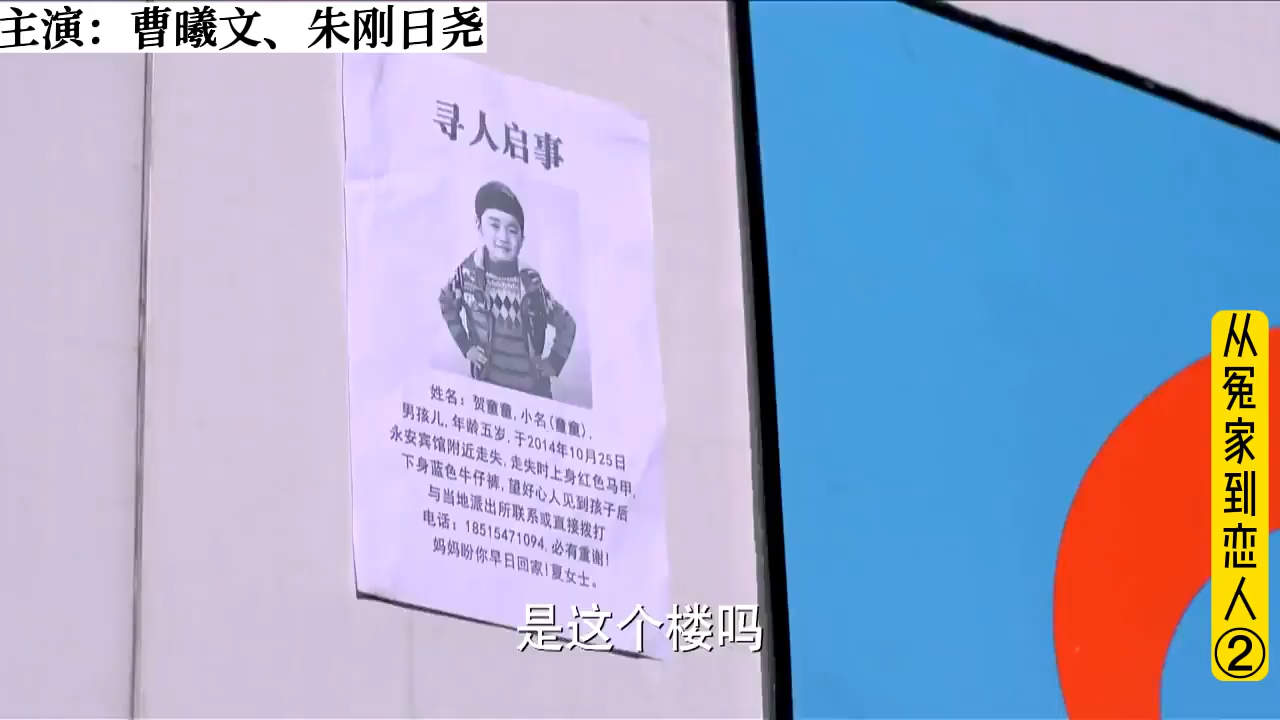 主演：曹曦文、朱刚日尧
寻人启事
姓名：贺童童,小名(童童),
男孩儿,年龄五岁,于2014年10月25日
永安宾馆附近走失,走失时上身红色马甲,
下身蓝色牛仔裤,望好心人见到孩子后
与当地派出所联系或直接拨打
电话：18515471094,必有重谢!
妈妈盼你早日回家!夏女士。
是这个楼吗
从冤家到恋人②